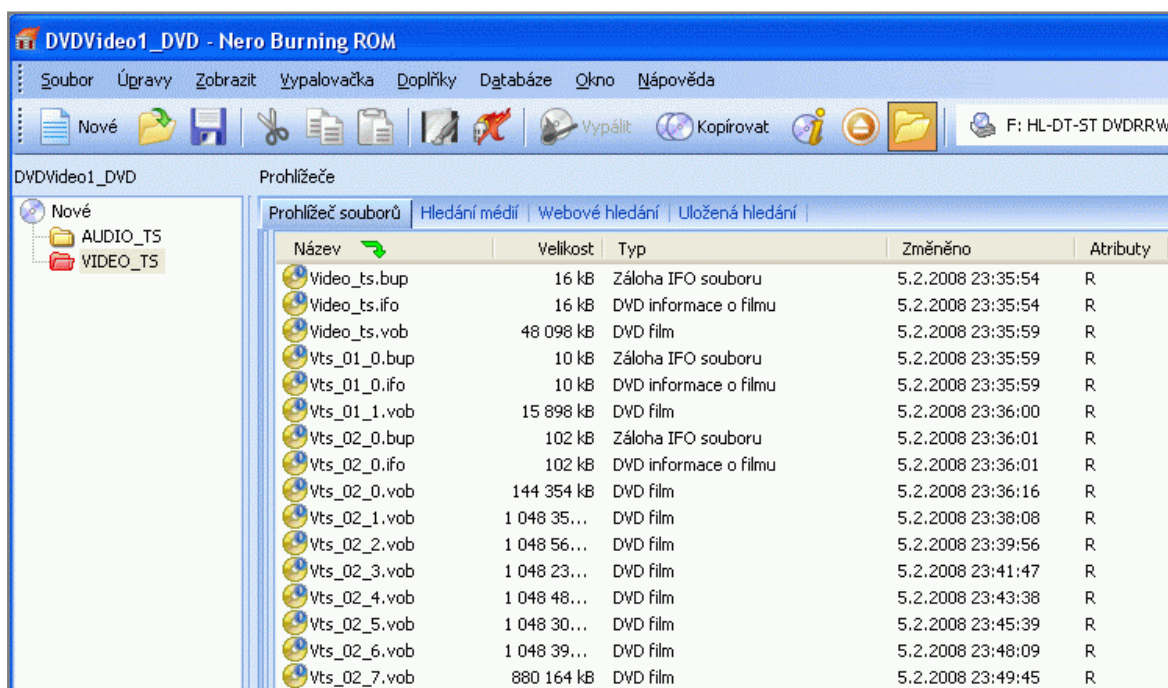 DVDVideo1_DVD - Nero Burning ROM
Soubor Úpravy Zobrazit Vypalovačka Doplňky Databáze Okno Nápověda
Nové Vypálit Kopírovat F: HL-DT-ST DVDRRW
DVDVideo1_DVD Prohlížeče
Nové
AUDIO_TS
VIDEO_TS
Prohlížeč souborů Hledání médií Webové hledání Uložená hledání
Název Velikost Typ Změněno Atributy
Video_ts.bup 16 kB Záloha IFO souboru 5.2.2008 23:35:54 R
Video_ts.ifo 16 kB DVD informace o filmu 5.2.2008 23:35:54 R
Video_ts.vob 48 098 kB DVD film 5.2.2008 23:35:59 R
Vts_01_0.bup 10 kB Záloha IFO souboru 5.2.2008 23:35:59 R
Vts_01_0.ifo 10 kB DVD informace o filmu 5.2.2008 23:35:59 R
Vts_01_1.vob 15 898 kB DVD film 5.2.2008 23:36:00 R
Vts_02_0.bup 102 kB Záloha IFO souboru 5.2.2008 23:36:01 R
Vts_02_0.ifo 102 kB DVD informace o filmu 5.2.2008 23:36:01 R
Vts_02_0.vob 144 354 kB DVD film 5.2.2008 23:36:16 R
Vts_02_1.vob 1 048 35... DVD film 5.2.2008 23:38:08 R
Vts_02_2.vob 1 048 56... DVD film 5.2.2008 23:39:56 R
Vts_02_3.vob 1 048 23... DVD film 5.2.2008 23:41:47 R
Vts_02_4.vob 1 048 48... DVD film 5.2.2008 23:43:38 R
Vts_02_5.vob 1 048 30... DVD film 5.2.2008 23:45:39 R
Vts_02_6.vob 1 048 39... DVD film 5.2.2008 23:48:09 R
Vts_02_7.vob 880 164 kB DVD film 5.2.2008 23:49:45 R